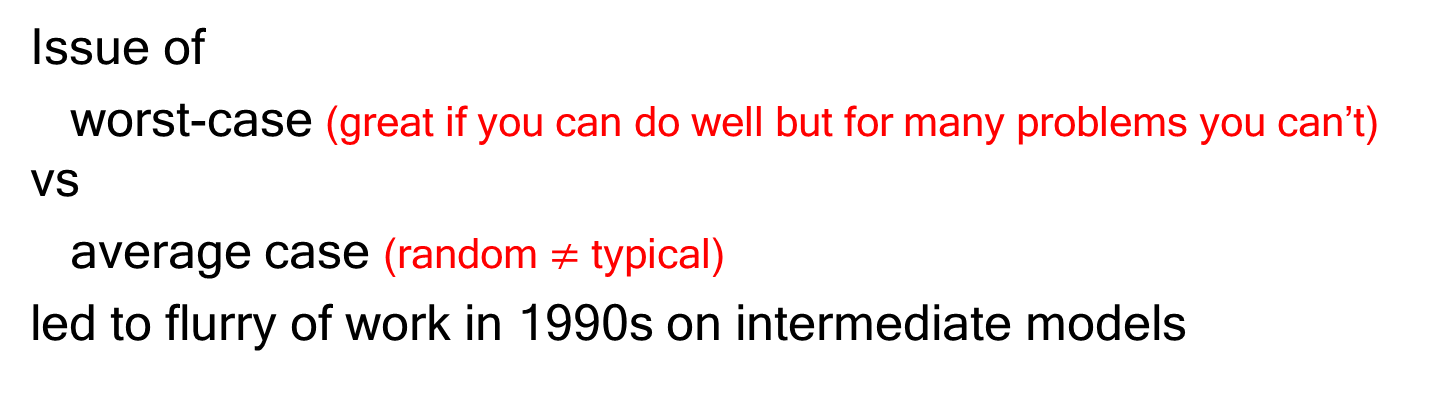 Issue of
worst-case (great if you can do well but for many problems you can’t)
vs
average case (random ≠ typical)
led to flurry of work in 1990s on intermediate models